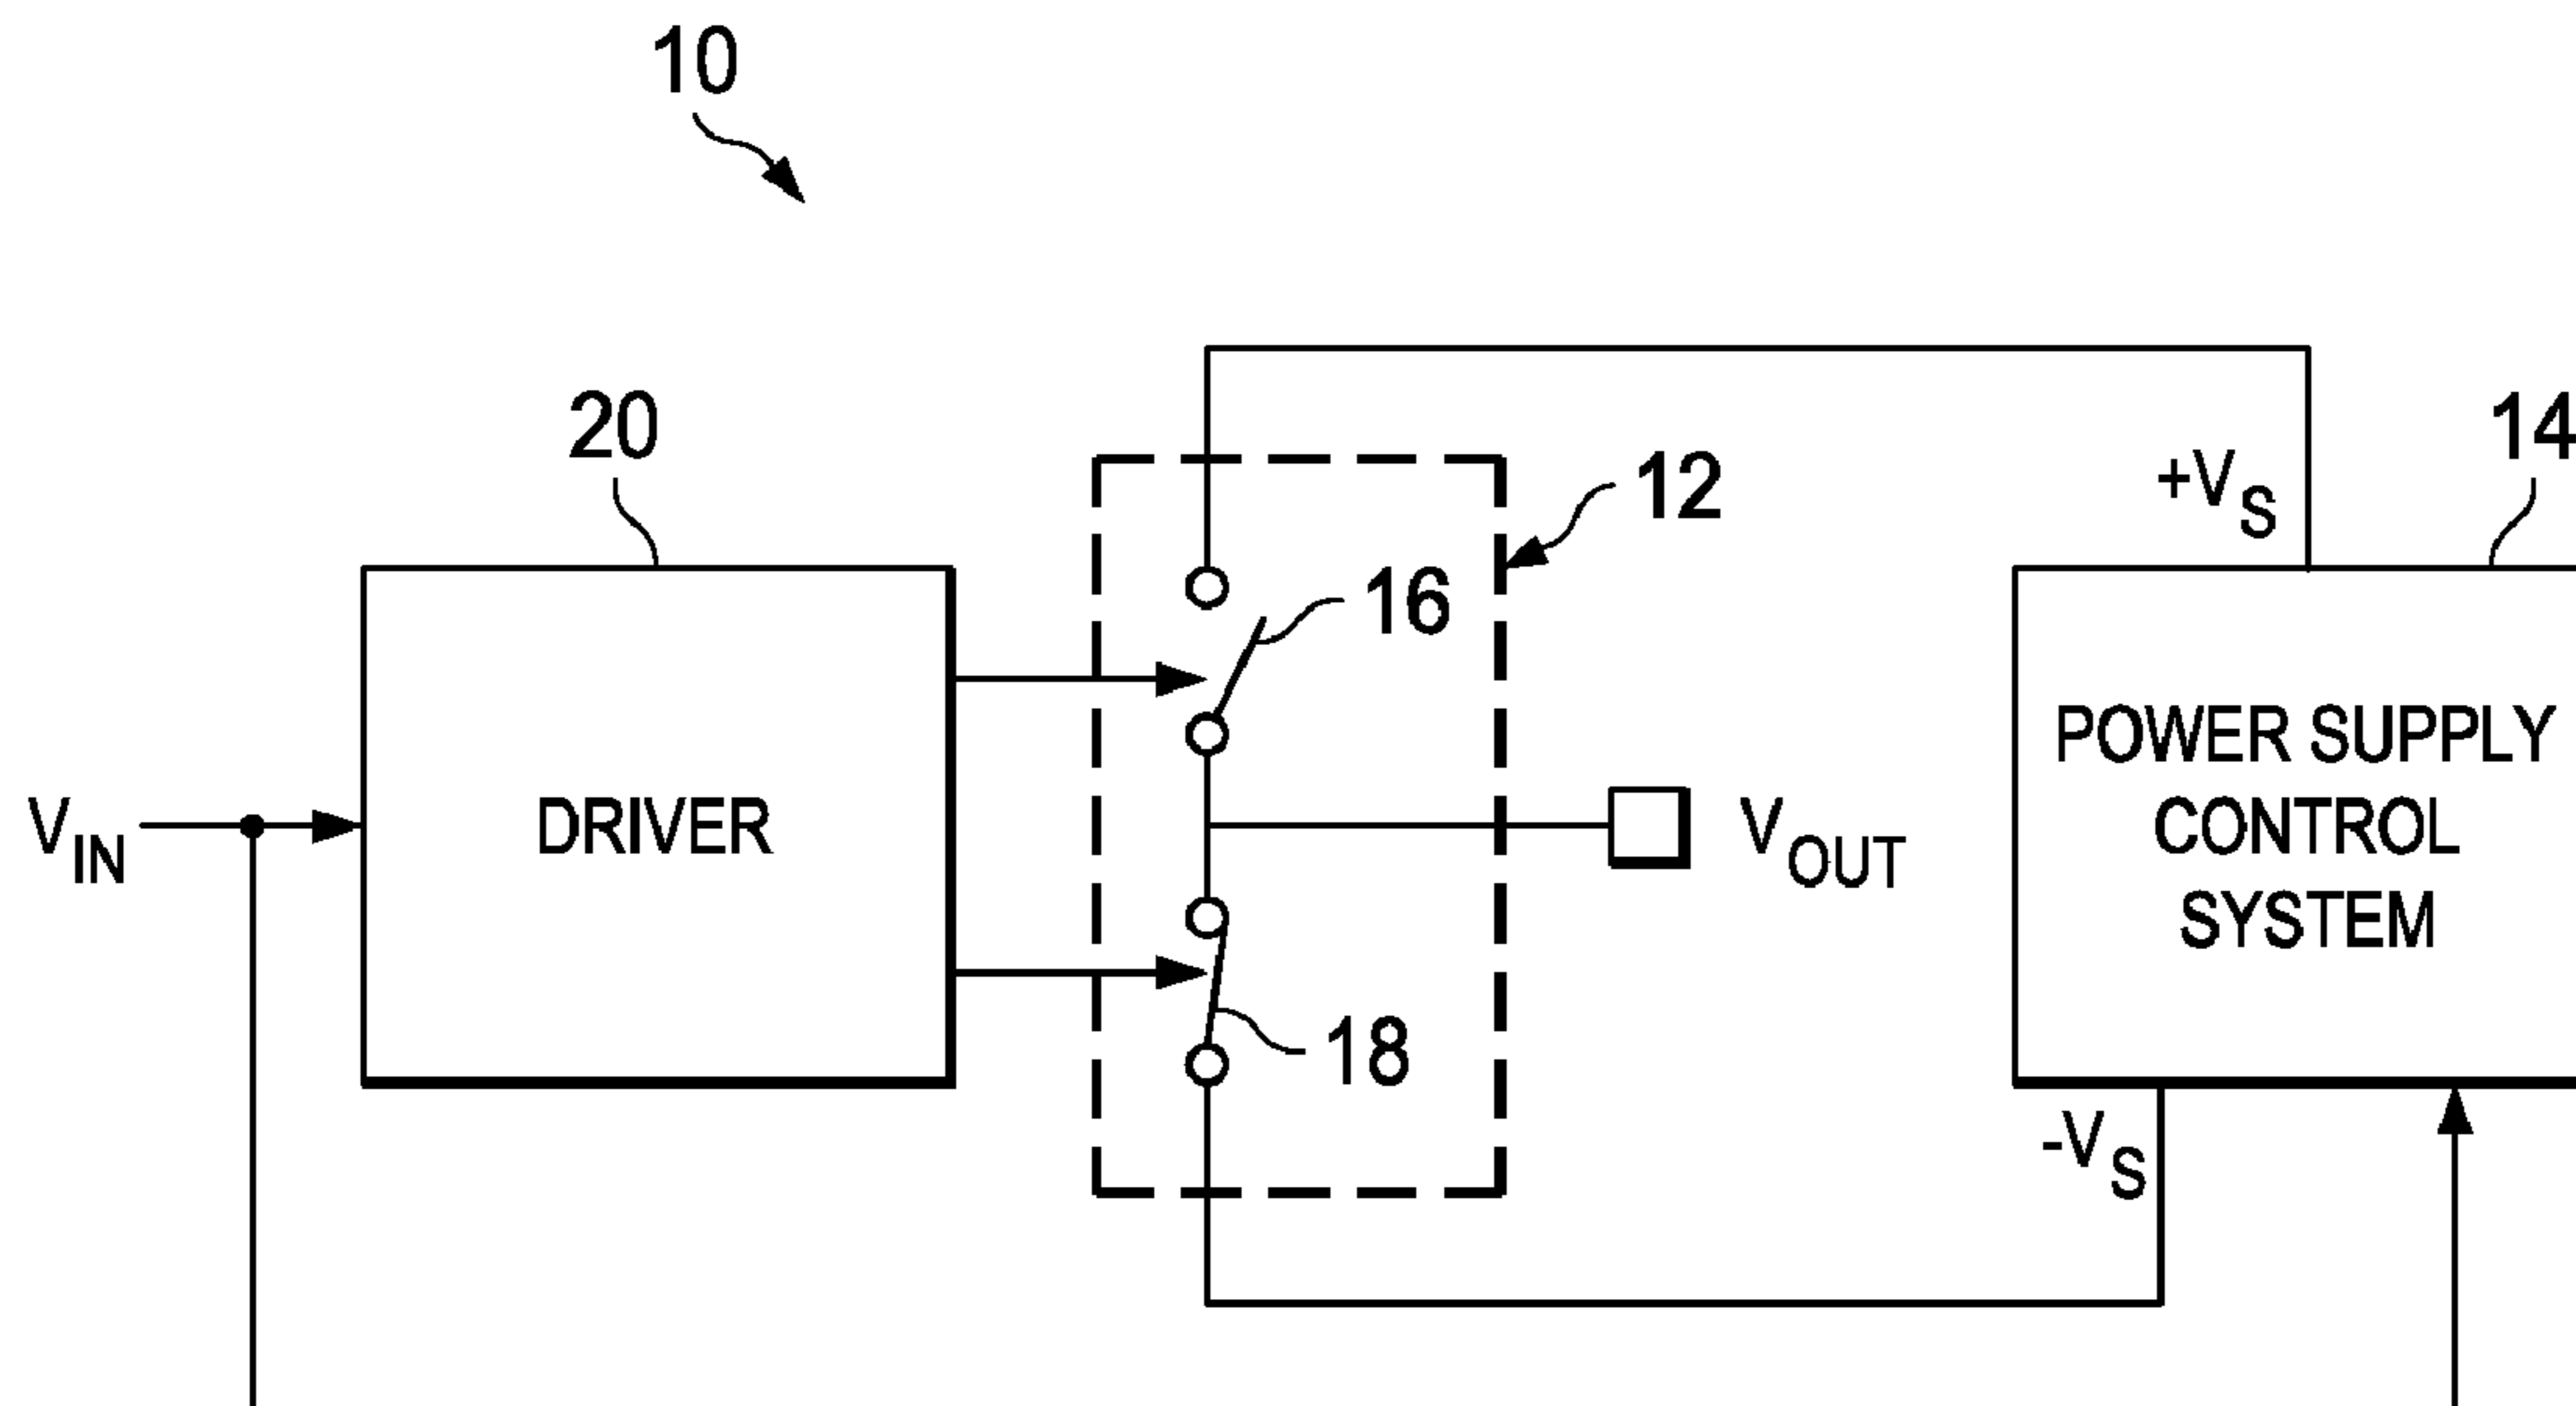 10
20
12
14
+VS
16
VIN
DRIVER
VOUT
POWER SUPPLY
CONTROL
SYSTEM
18
-VS